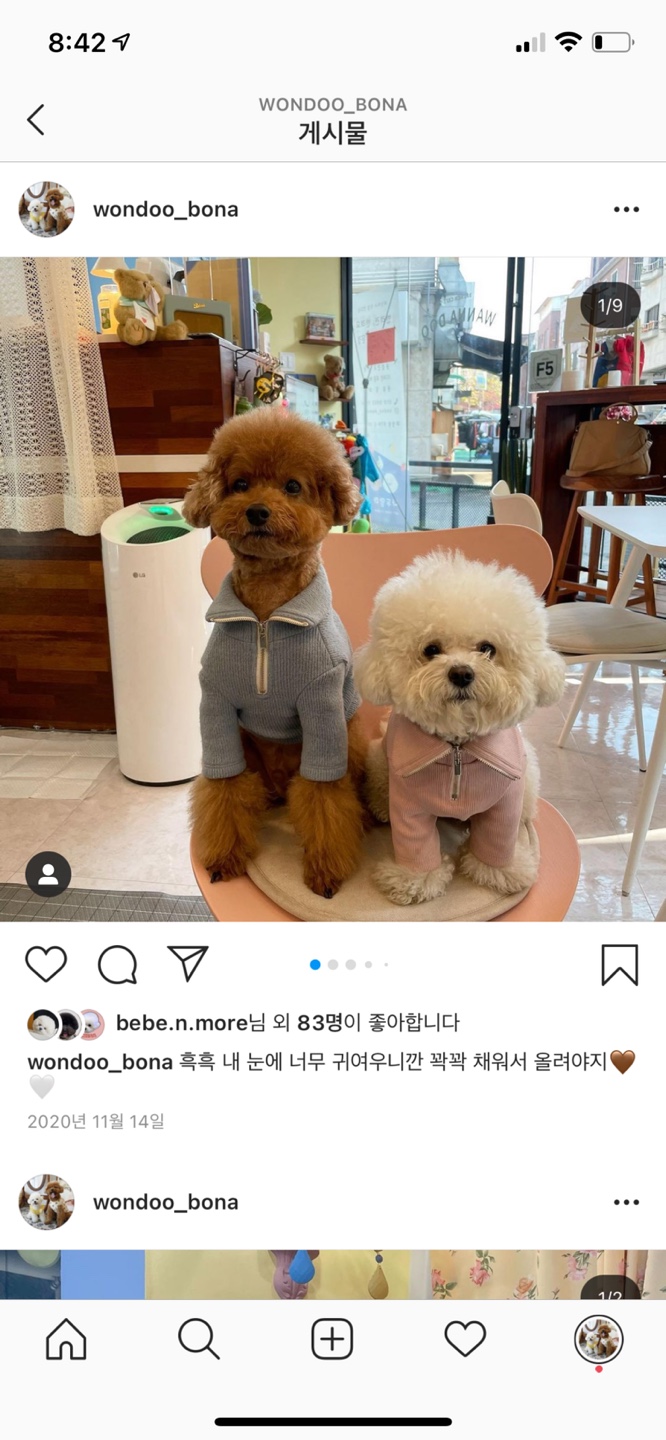 8:42
WONDOO_BONA
게시물
wondoo_bona
1/9
WANNA
F5
LG
bebe.n.more님 외 83명이 좋아합니다
wondoo_bona 흑흑 내 눈에 너무 귀여우니깐 꽉꽉 채워서 올려야지🤎
🤍
2020년 11월 14일
wondoo_bona
1/2